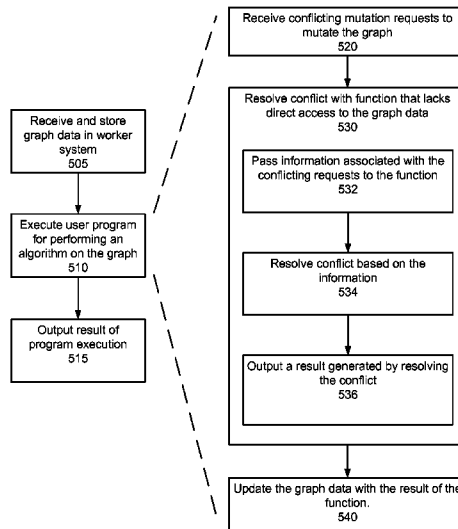 Receive and store
graph data in worker
system
505
Execute user program
for performing an
algorithm on the graph
510
Output result of
program execution
515
Receive conflicting mutation requests to
mutate the graph
520
Resolve conflict with function that lacks
direct access to the graph data
530
Pass information associated with the
conflicting requests to the function
532
Resolve conflict based on the
information
534
Output a result generated by resolving
the conflict
536
Update the graph data with the result of the
function.
540